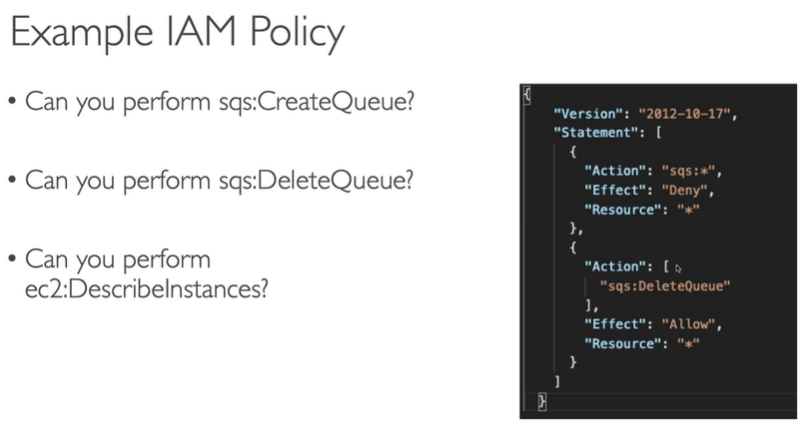 Example IAM Policy
• Can you perform sqs:CreateQueue?
• Can you perform sqs:DeleteQueue?
• Can you perform
ec2:DescribeInstances?
{
"Version": "2012-10-17",
"Statement": [
{
"Action": "sqs:*",
"Effect": "Deny",
"Resource": "*"
},
{
"Action": [
"sqs:DeleteQueue"
],
"Effect": "Allow",
"Resource": "*"
}
]
}